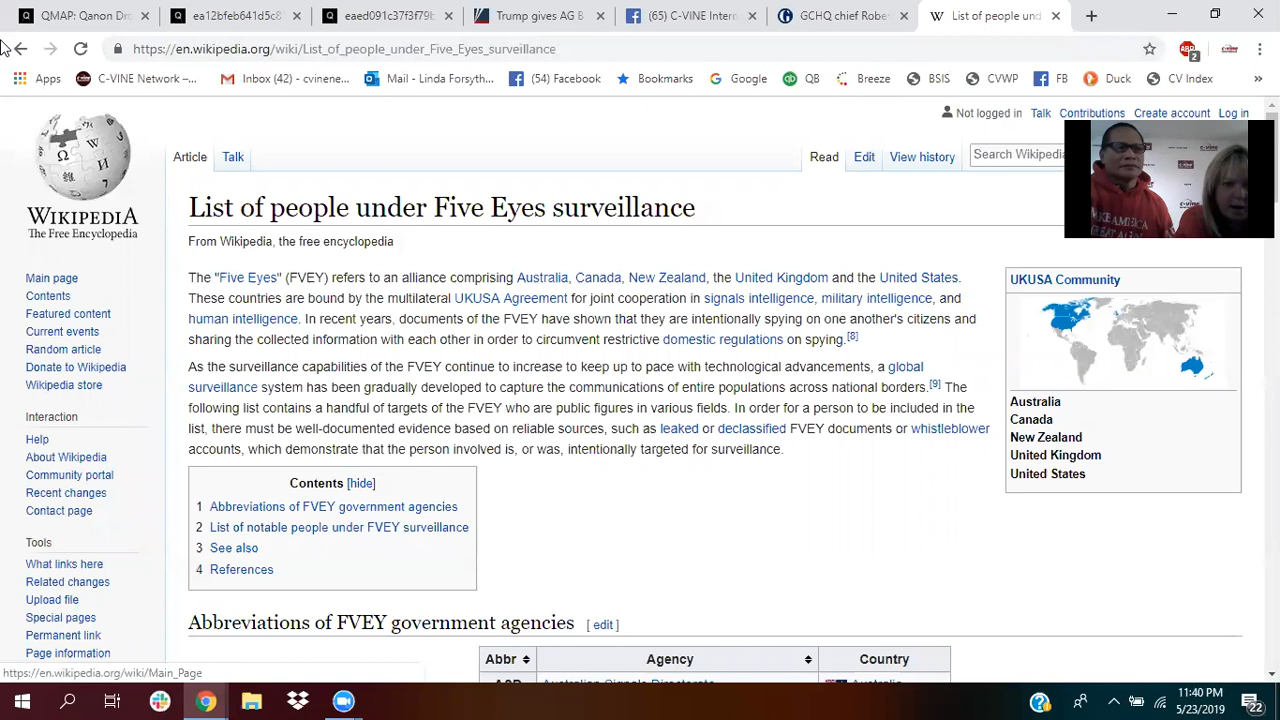 QMAP: Qanon Dro
ea12bfeb641d5c8
eaed091c37f3f79b
Trump gives AG B
(65) C-VINE Intern
GCHQ chief Robe
List of people und
https://en.wikipedia.org/wiki/List_of_people_under_Five_Eyes_surveillance
ABP
2
Apps
C-VINE Network –...
Inbox (42) - cvinene...
Mail - Linda Forsyth...
(54) Facebook
Bookmarks
Google
QB
Breeze
BSIS
CVWP
FB
Duck
CV Index
»
Not logged in Talk Contributions Create account Log in
Article Talk
Read Edit View history
Search Wikipedia
WIKIPEDIA
The Free Encyclopedia
Main page
Contents
Featured content
Current events
Random article
Donate to Wikipedia
Wikipedia store
Interaction
Help
About Wikipedia
Community portal
Recent changes
Contact page
Tools
What links here
Related changes
Upload file
Special pages
Permanent link
Page information
https://en.wikipedia.org/wiki/Main_Page
List of people under Five Eyes surveillance
From Wikipedia, the free encyclopedia
The "Five Eyes" (FVEY) refers to an alliance comprising Australia, Canada, New Zealand, the United Kingdom and the United States.
These countries are bound by the multilateral UKUSA Agreement for joint cooperation in signals intelligence, military intelligence, and
human intelligence. In recent years, documents of the FVEY have shown that they are intentionally spying on one another's citizens and
sharing the collected information with each other in order to circumvent restrictive domestic regulations on spying.[8]
As the surveillance capabilities of the FVEY continue to increase to keep up to pace with technological advancements, a global
surveillance system has been gradually developed to capture the communications of entire populations across national borders.[9] The
following list contains a handful of targets of the FVEY who are public figures in various fields. In order for a person to be included in the
list, there must be well-documented evidence based on reliable sources, such as leaked or declassified FVEY documents or whistleblower
accounts, which demonstrate that the person involved is, or was, intentionally targeted for surveillance.
Contents [hide]
1 Abbreviations of FVEY government agencies
2 List of notable people under FVEY surveillance
3 See also
4 References
Abbreviations of FVEY government agencies [ edit ]
Abbr Agency Country
UKUSA Community
Australia
Canada
New Zealand
United Kingdom
United States
MAKE AMERICA
GREAT AGAIN
11:40 PM
5/23/2019
22